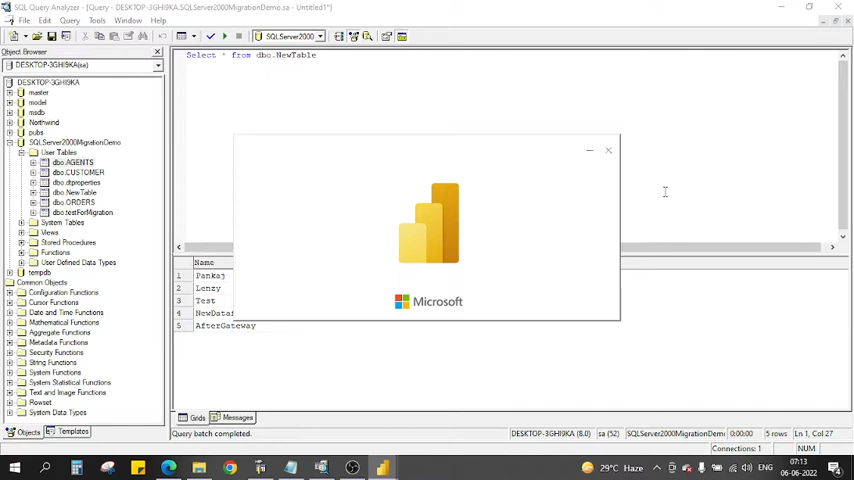 SQL Query Analyzer - [Query - DESKTOP-3GHI9KA.SQLServer2000MigrationDemo.sa - Untitled1*]
File Edit Query Tools Window Help
SQLServer2000
Object Browser
DESKTOP-3GHI9KA(sa)
DESKTOP-3GHI9KA
master
model
msdb
Northwind
pubs
SQLServer2000MigrationDemo
User Tables
dbo.AGENTS
dbo.CUSTOMER
dbo.dtproperties
dbo.NewTable
dbo.ORDERS
dbo.testForMigration
System Tables
Views
Stored Procedures
Functions
User Defined Data Types
tempdb
Common Objects
Configuration Functions
Cursor Functions
Date and Time Functions
Mathematical Functions
Aggregate Functions
Metadata Functions
Security Functions
String Functions
System Functions
System Statistical Functions
Text and Image Functions
Rowset
System Data Types
Objects Templates
Select * from dbo.NewTable
Microsoft
Name
1 Pankaj
2 Lenzy
3 Test
4 NewDataf
5 AfterGateway
Grids Messages
Query batch completed. DESKTOP-3GHI9KA (8.0) sa (52) SQLServer2000MigrationDemo 0:00:00 5 rows Ln 1, Col 27
Connections: 1 NUM
29°C Haze ENG 07:13
06-06-2022